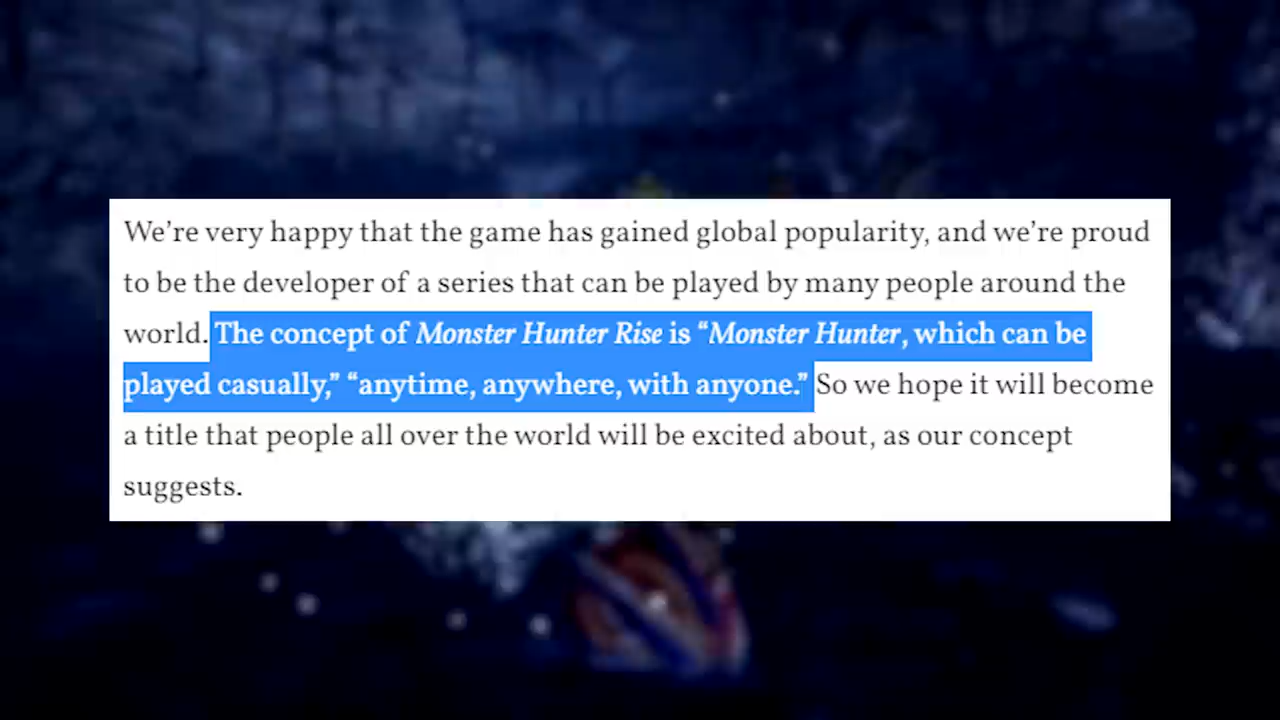 We’re very happy that the game has gained global popularity, and we’re proud
to be the developer of a series that can be played by many people around the
world. The concept of Monster Hunter Rise is “Monster Hunter, which can be
played casually,” “anytime, anywhere, with anyone.” So we hope it will become
a title that people all over the world will be excited about, as our concept
suggests.